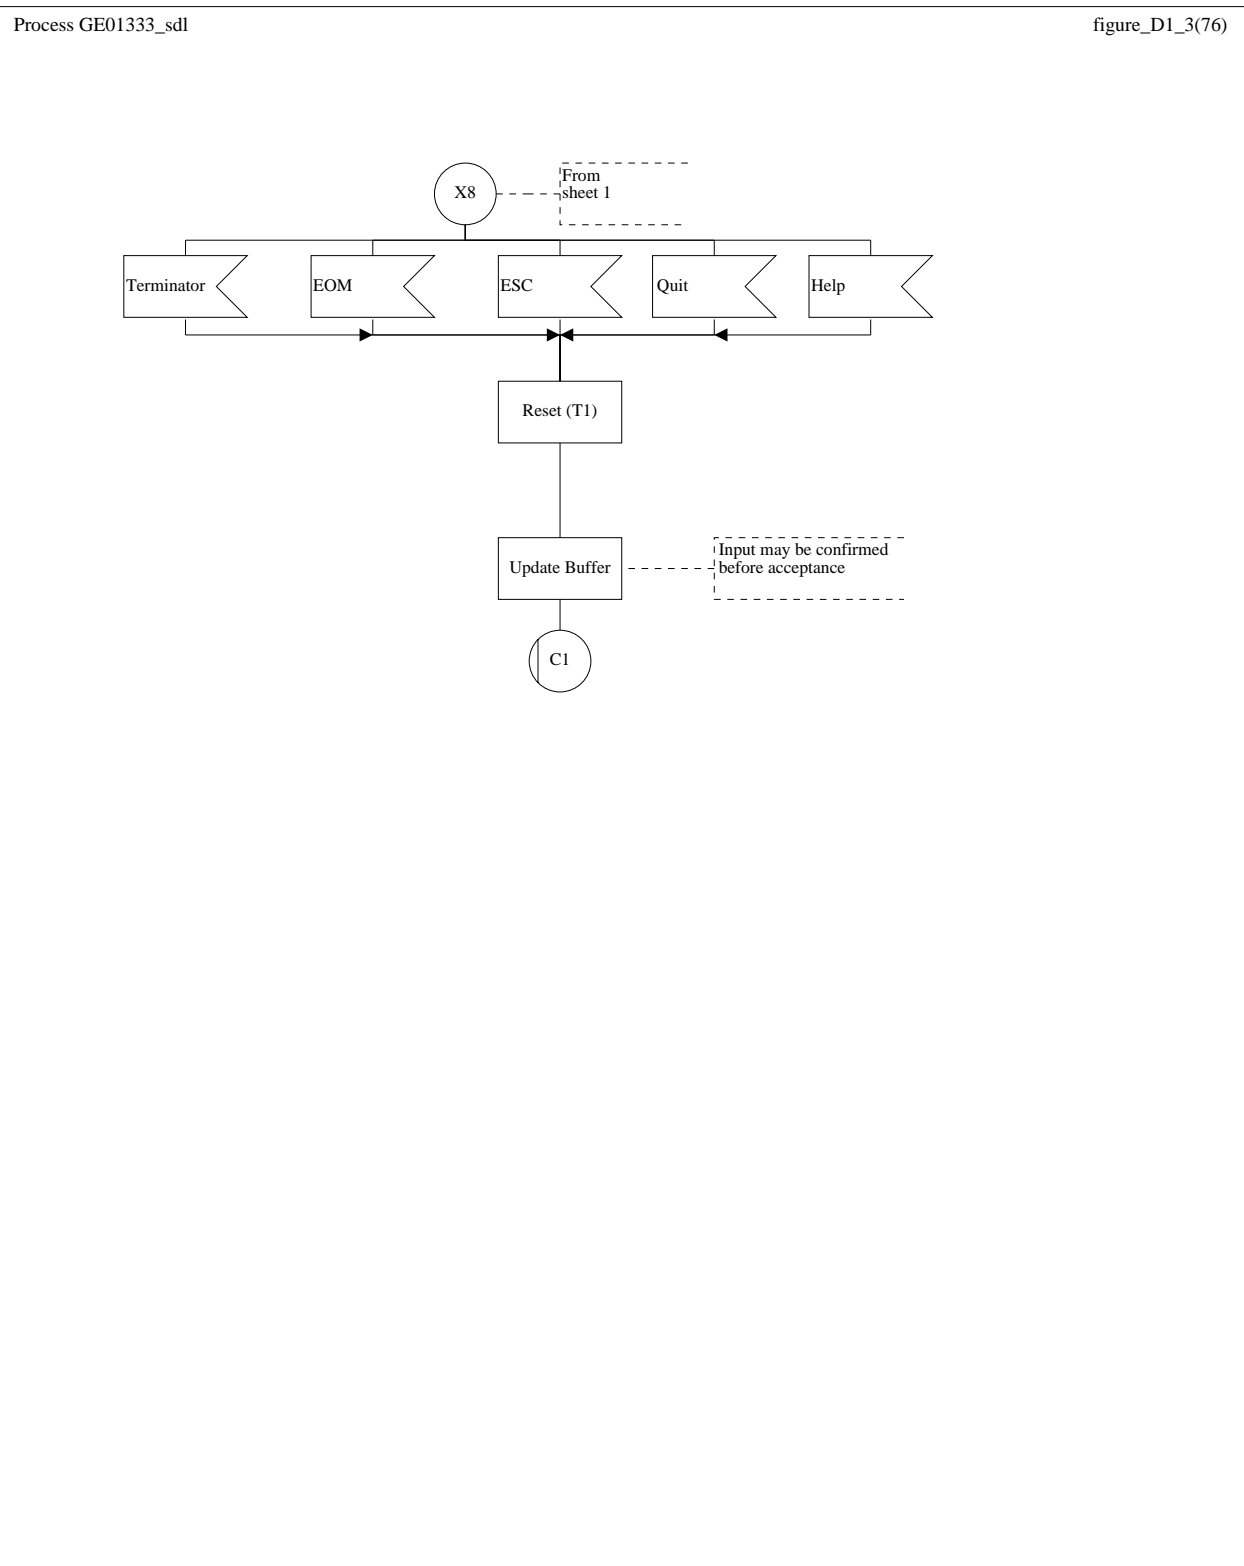 Process GE01333_sdl
figure_D1_3(76)
X8
From
sheet 1
Terminator
EOM
ESC
Quit
Help
Reset (T1)
Update Buffer
Input may be confirmed
before acceptance
C1